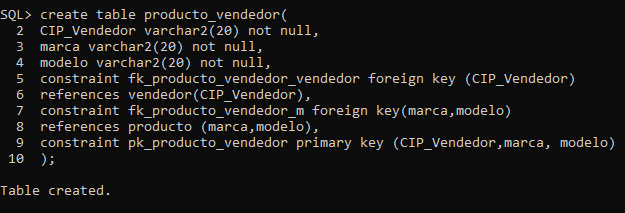 SQL> create table producto_vendedor(
  2  CIP_Vendedor varchar2(20) not null,
  3  marca varchar2(20) not null,
  4  modelo varchar2(20) not null,
  5  constraint fk_producto_vendedor_vendedor foreign key (CIP_Vendedor)
  6  references vendedor(CIP_Vendedor),
  7  constraint fk_producto_vendedor_m foreign key(marca,modelo)
  8  references producto (marca,modelo),
  9  constraint pk_producto_vendedor primary key (CIP_Vendedor,marca, modelo)
 10  );
Table created.